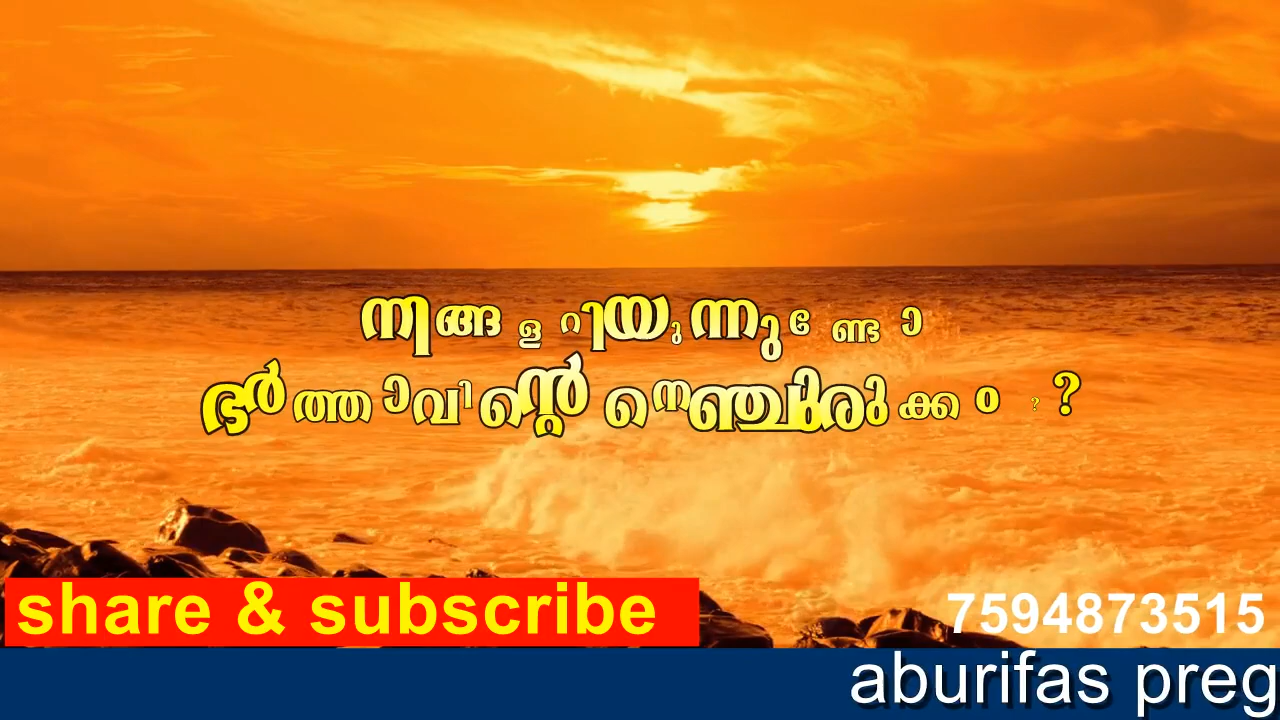 നിങ്ങളറിയുന്നുണ്ടോ
ഭർത്താവിന്റെ നെഞ്ചുരുക്കം ??
share & subscribe
7594873515
aburifas preg